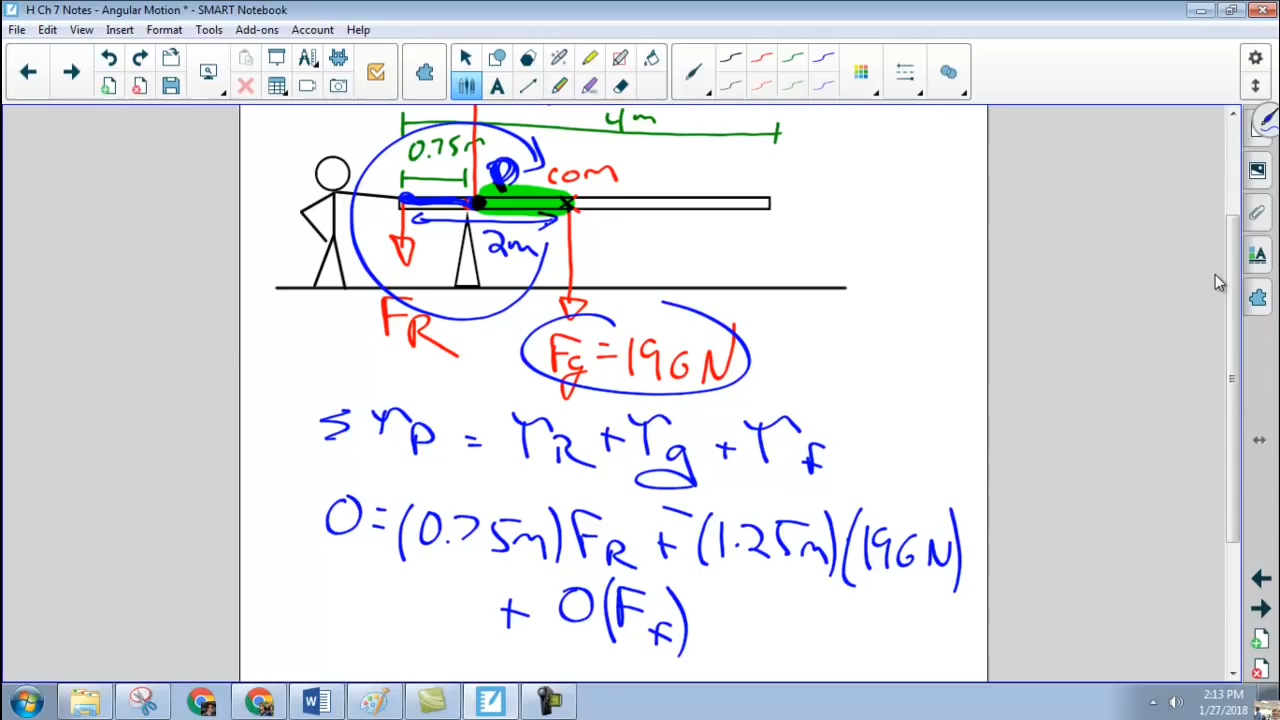 H Ch 7 Notes - Angular Motion * - SMART Notebook
File Edit View Insert Format Tools Add-ons Account Help
4m
0.75m
P
com
2m
FR
Fg = 196 N
Σ τP = τR + τg + τf
0 = (0.75m) FR + -(1.25m)(196 N)
+ 0(Ff)
2:13 PM
1/27/2018